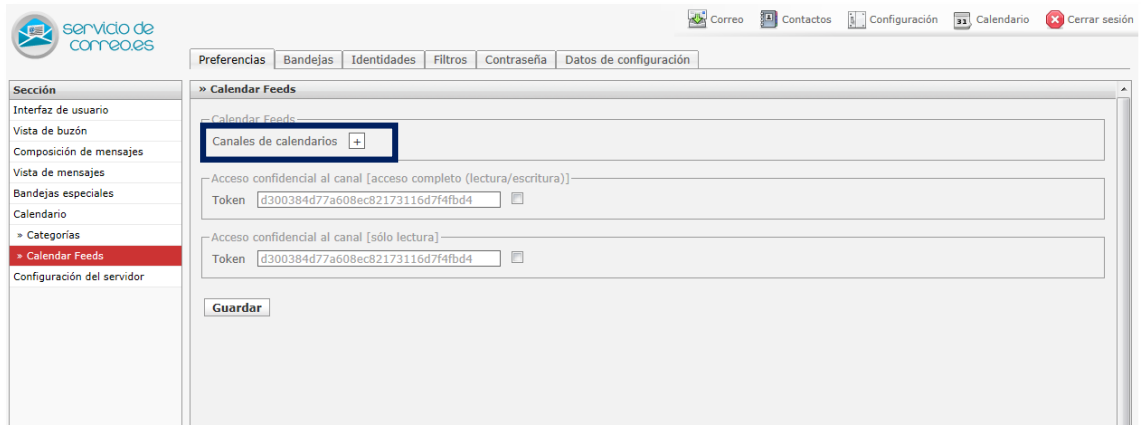 servicio de
correo.es
Correo
Contactos
Configuración
31 Calendario
Cerrar sesión
Preferencias
Bandejas
Identidades
Filtros
Contraseña
Datos de configuración
Sección
Interfaz de usuario
Vista de buzón
Composición de mensajes
Vista de mensajes
Bandejas especiales
Calendario
» Categorías
» Calendar Feeds
Configuración del servidor
» Calendar Feeds
Calendar Feeds
Canales de calendarios +
Acceso confidencial al canal [acceso completo (lectura/escritura)]
Token d300384d77a608ec82173116d7f4fbd4
Acceso confidencial al canal [sólo lectura]
Token d300384d77a608ec82173116d7f4fbd4
Guardar